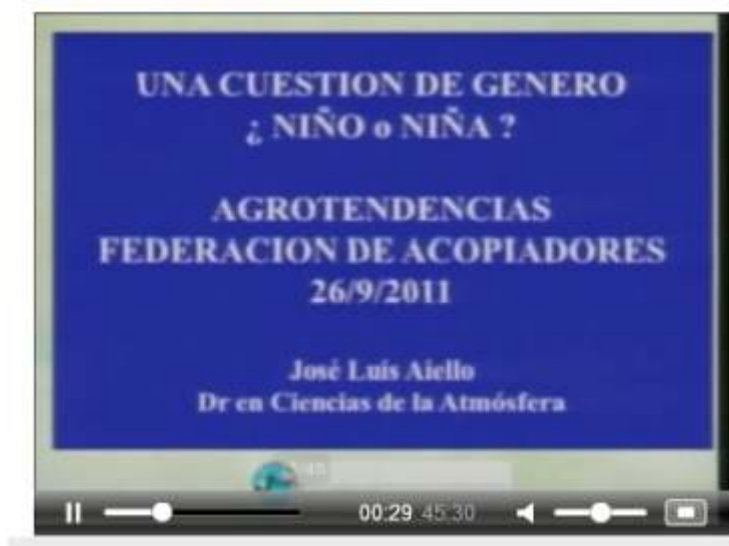 UNA CUESTION DE GENERO
¿ NIÑO o NIÑA ?
AGROTENDENCIAS
FEDERACION DE ACOPIADORES
26/9/2011
José Luis Aiello
Dr en Ciencias de la Atmósfera
00:29 45:30